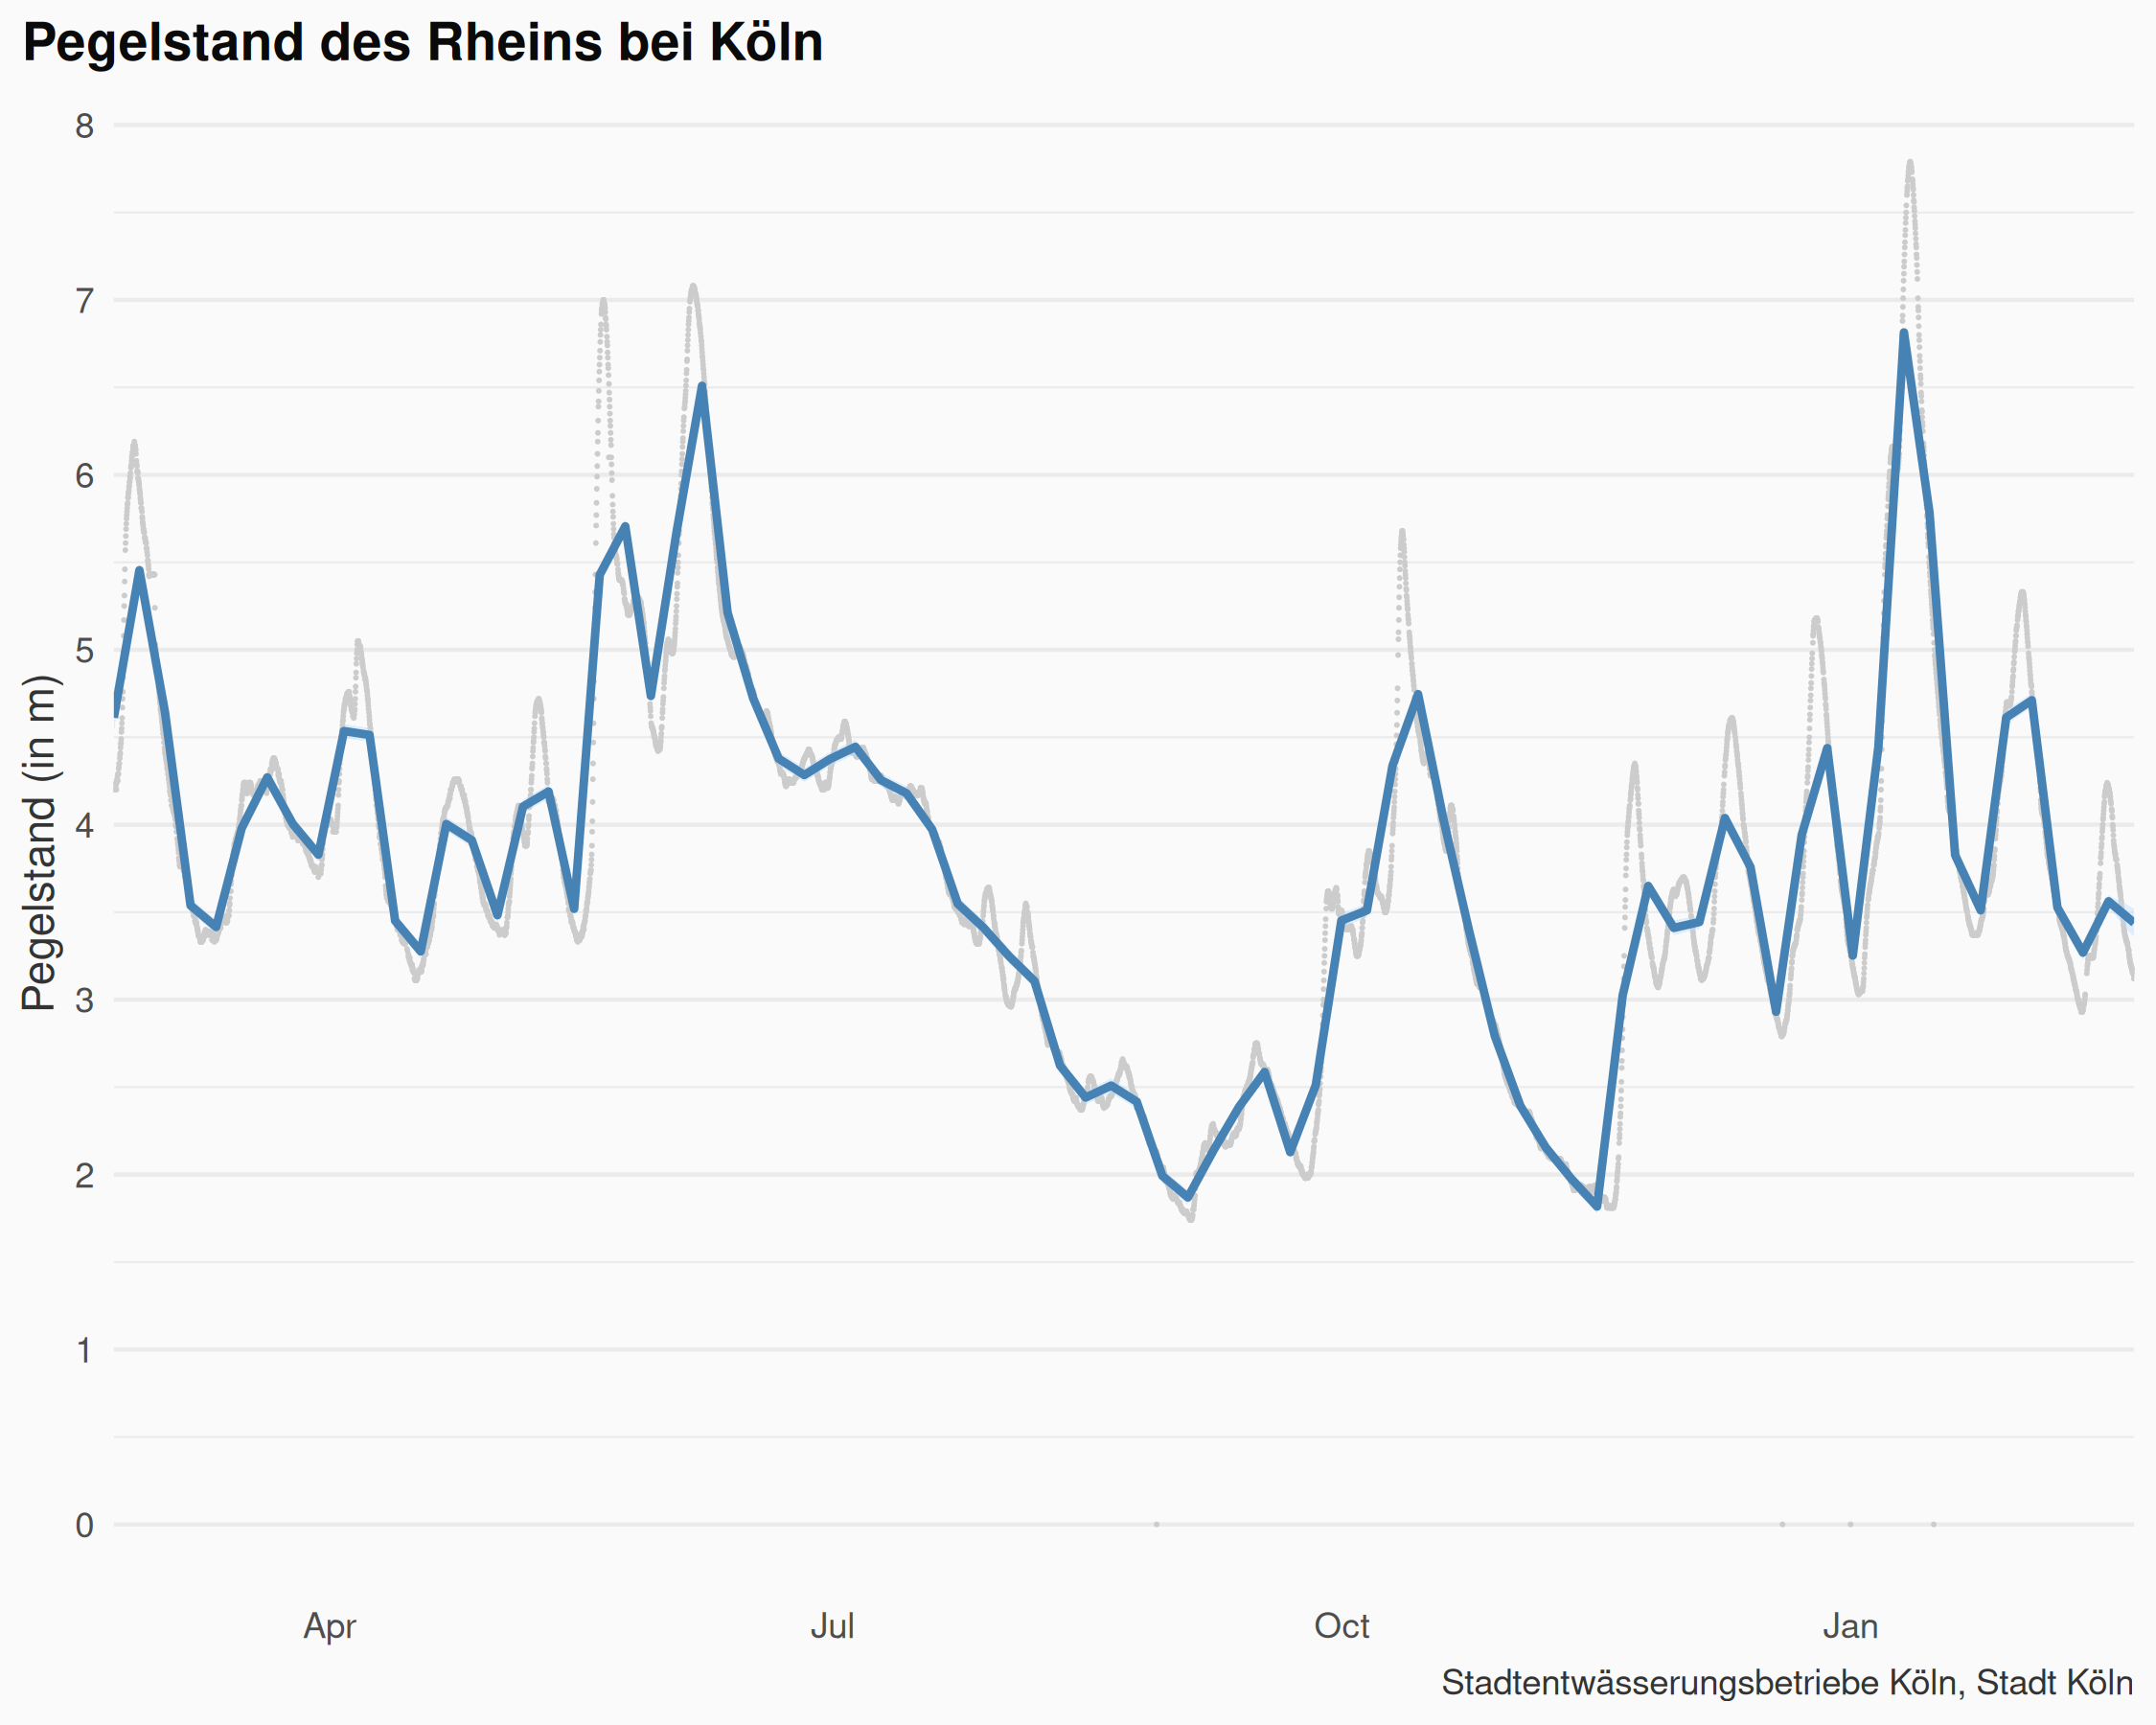 Pegelstand des Rheins bei Köln
Pegelstand (in m)
8
7
6
5
4
3
2
1
0
Apr Jul Oct Jan
Stadtentwässerungsbetriebe Köln, Stadt Köln